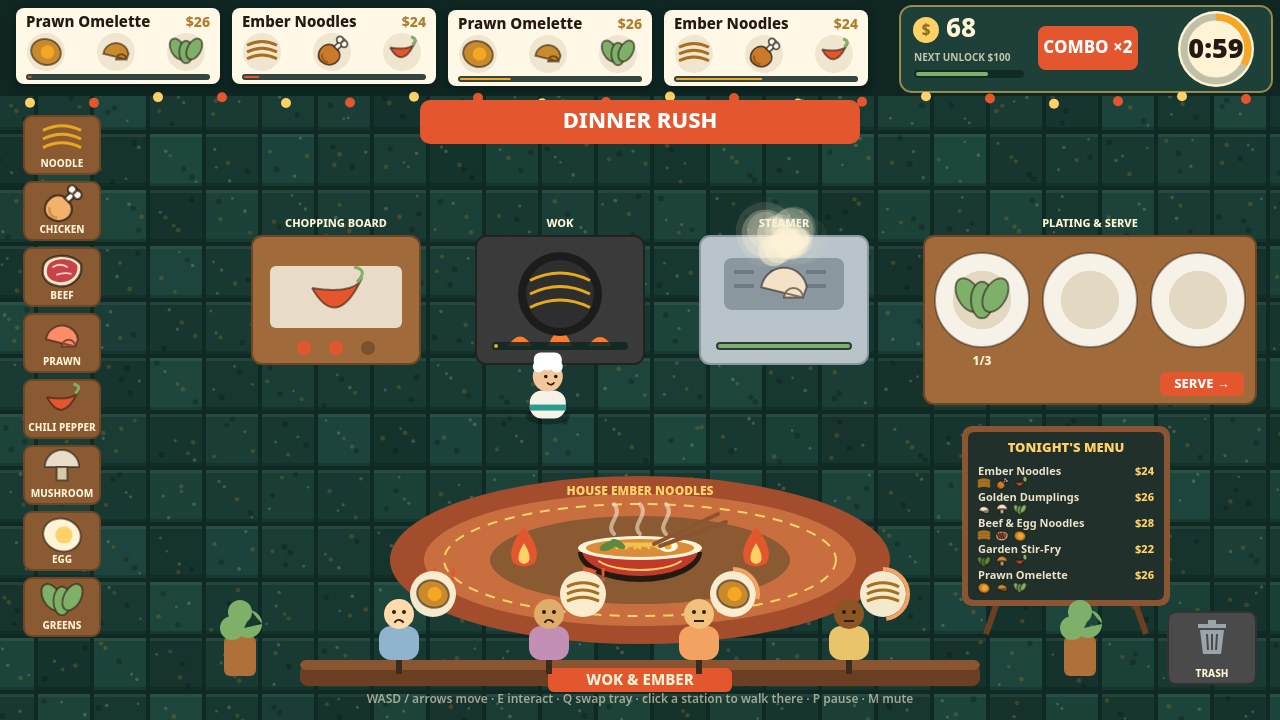 Prawn Omelette $26
Ember Noodles $24
Prawn Omelette $26
Ember Noodles $24
$ 68
NEXT UNLOCK $100
COMBO ×2
0:59
DINNER RUSH
NOODLE
CHICKEN
BEEF
PRAWN
CHILI PEPPER
MUSHROOM
EGG
GREENS
CHOPPING BOARD
WOK
STEAMER
PLATING & SERVE
1/3
SERVE →
TONIGHT'S MENU
Ember Noodles $24
Golden Dumplings $26
Beef & Egg Noodles $28
Garden Stir-Fry $22
Prawn Omelette $26
HOUSE EMBER NOODLES
WOK & EMBER
TRASH
WASD / arrows move · E interact · Q swap tray · click a station to walk there · P pause · M mute